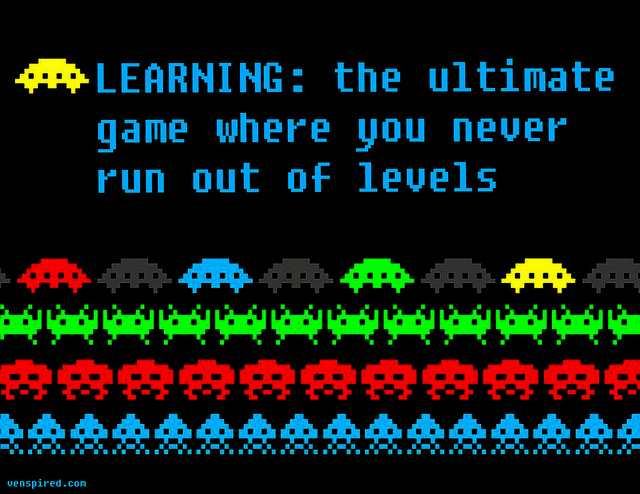 LEARNING: the ultimate
game where you never
run out of levels
venspired.com